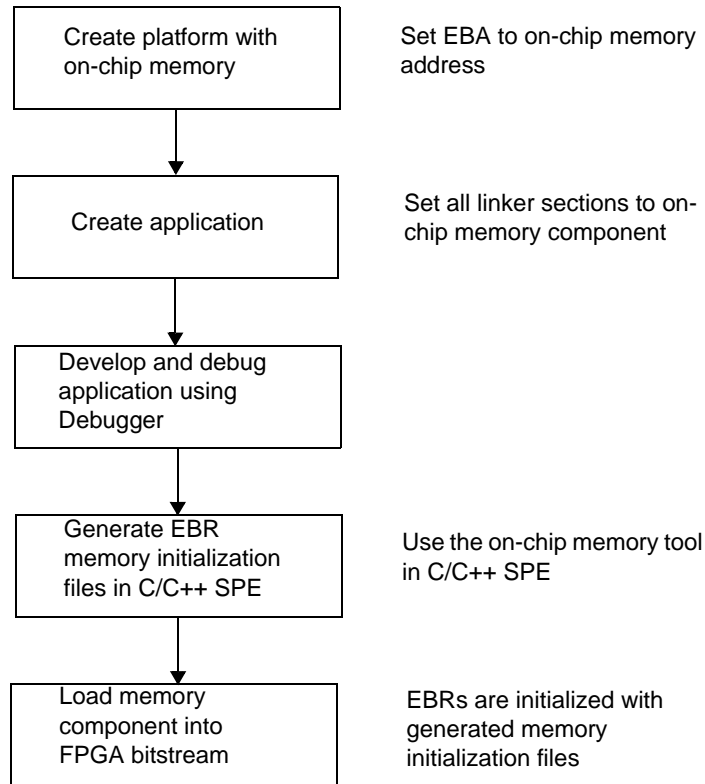 Create platform with
on-chip memory
Set EBA to on-chip memory
address
Create application
Set all linker sections to on-
chip memory component
Develop and debug
application using
Debugger
Generate EBR
memory initialization
files in C/C++ SPE
Use the on-chip memory tool
in C/C++ SPE
Load memory
component into
FPGA bitstream
EBRs are initialized with
generated memory
initialization files